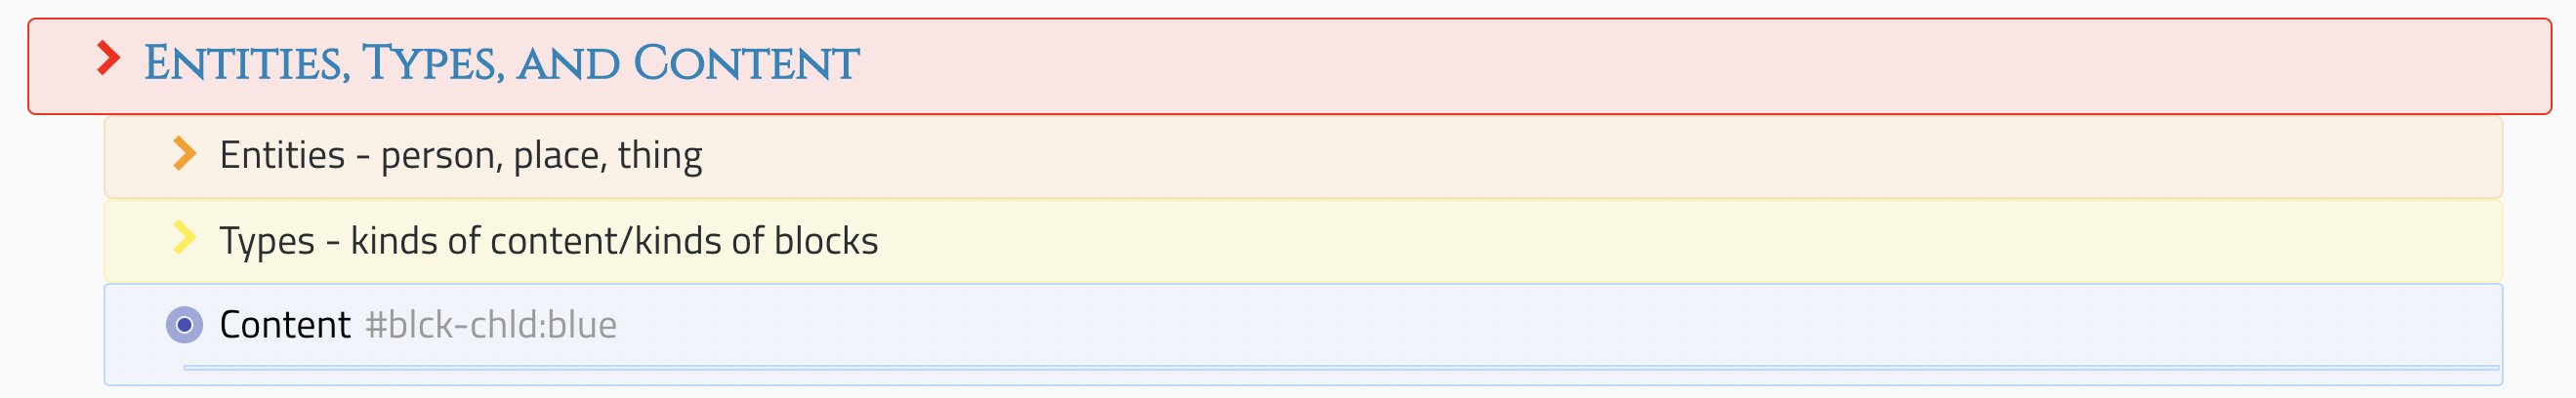 Entities, Types, and Content
Entities - person, place, thing
Types - kinds of content/kinds of blocks
Content #blck-chld:blue